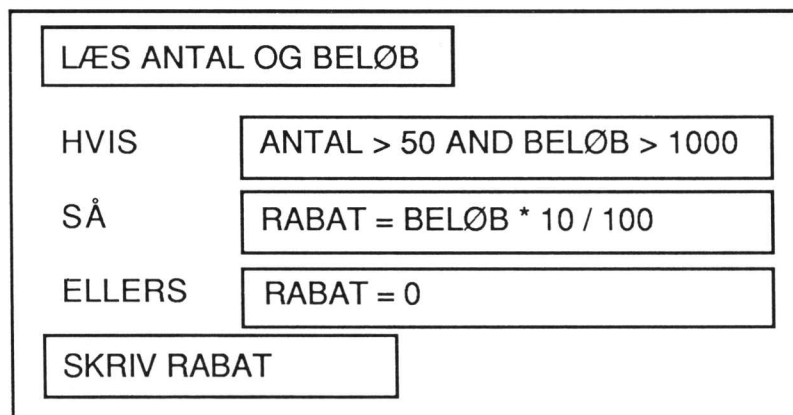 LÆS ANTAL OG BELØB
HVIS ANTAL > 50 AND BELØB > 1000
SÅ RABAT = BELØB * 10 / 100
ELLERS RABAT = 0
SKRIV RABAT